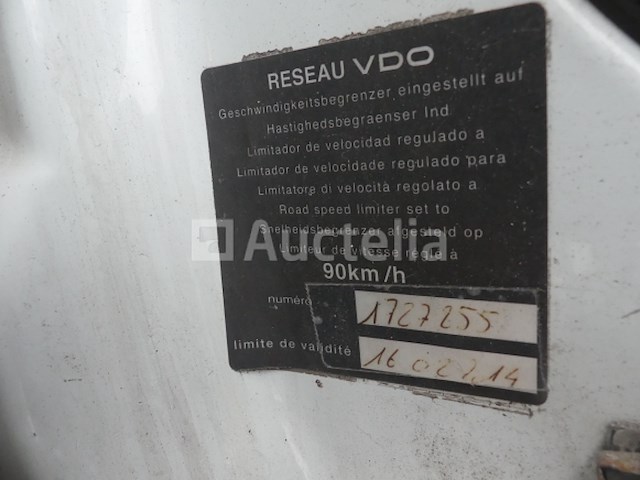 RESEAU VDO
Geschwindigkeitsbegrenzer eingestellt auf
Hastighedsbegraenser Ind
Limitador de velocidad regulado a
Limitador de velocidade regulado para
Limitatore di velocità regolato a
Road speed limiter set to
Snelheidsbegrenzer afgesteld op
Auctelia
Limiteur de vitesse réglé à
90km/h
numéro 1727255
limite de validité 16 02 14